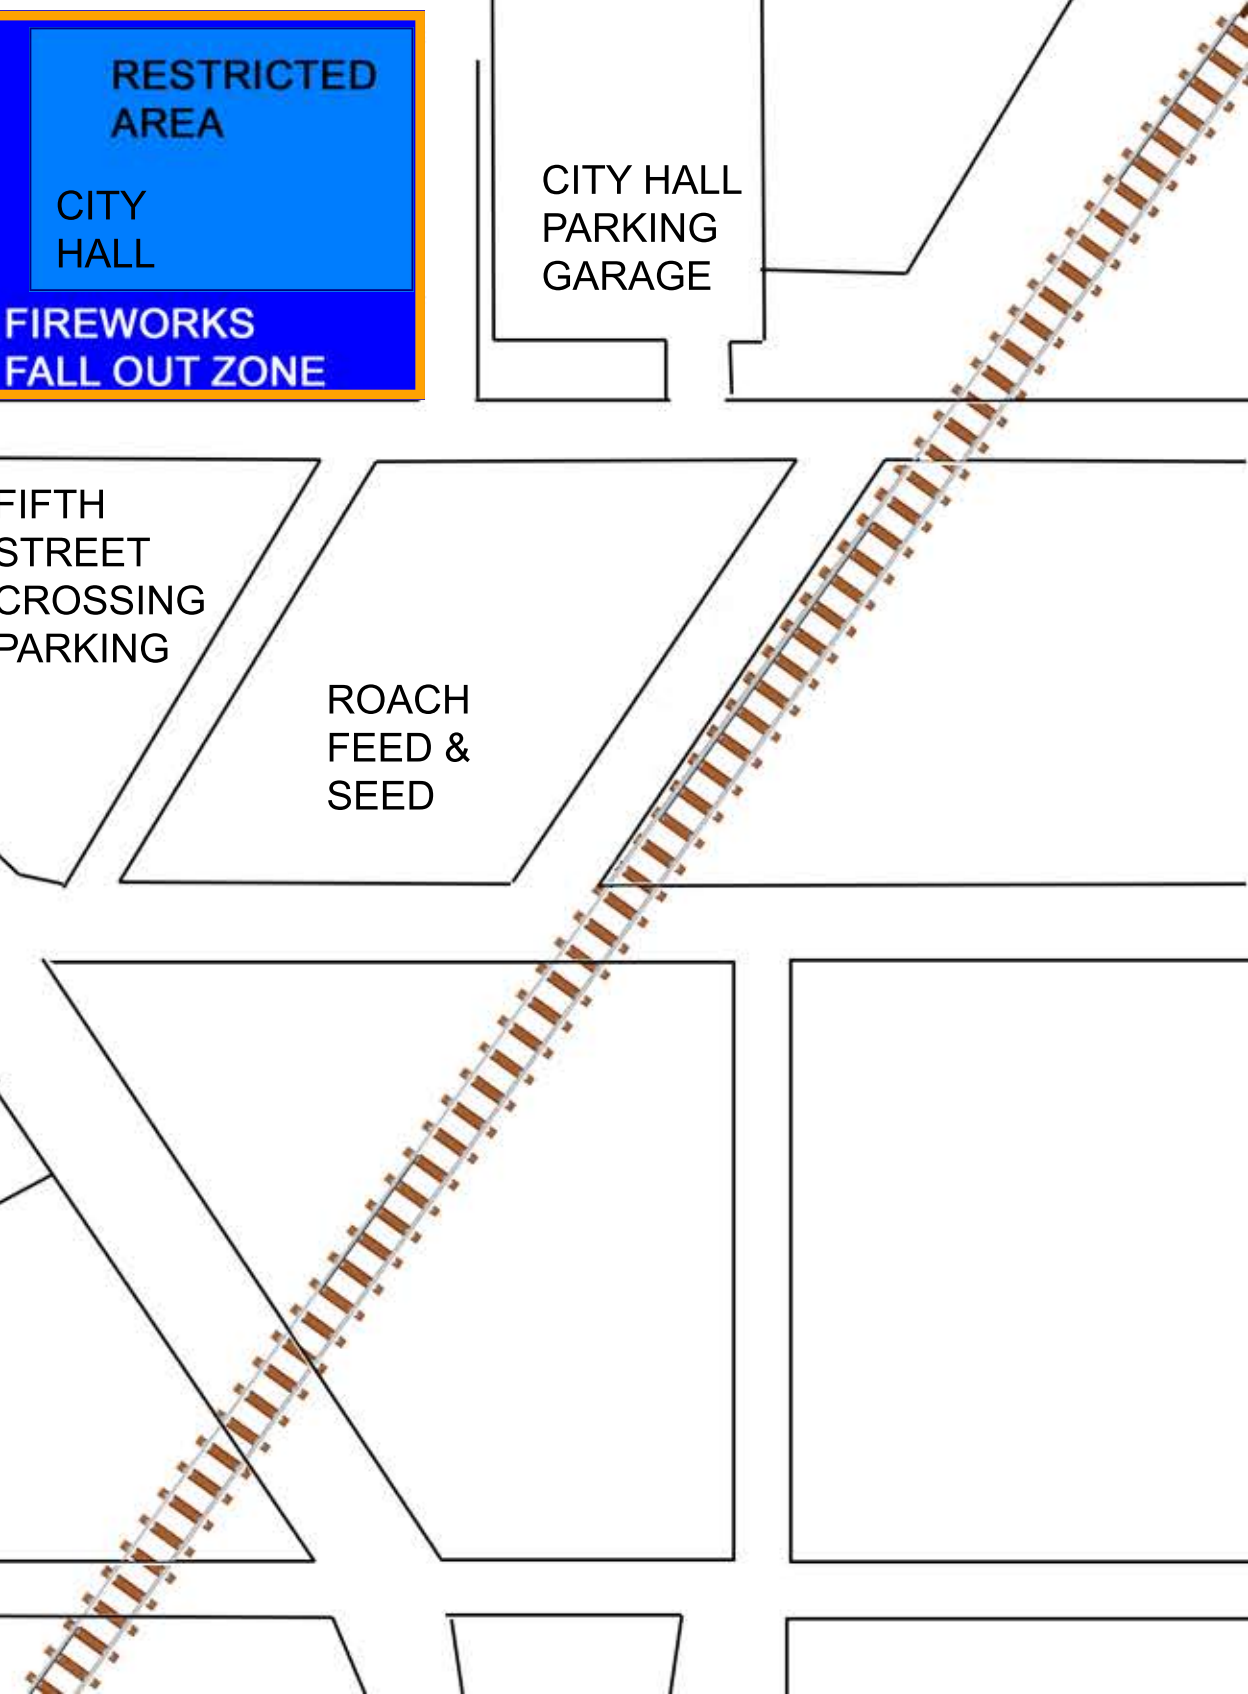 RESTRICTED
AREA
CITY
HALL
FIREWORKS
FALL OUT ZONE
CITY HALL
PARKING
GARAGE
FIFTH
STREET
CROSSING
PARKING
ROACH
FEED &
SEED